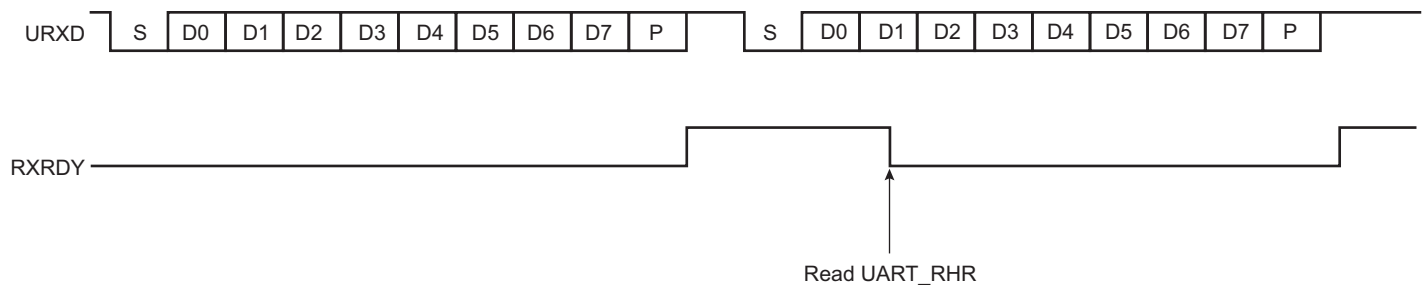 URXD S D0 D1 D2 D3 D4 D5 D6 D7 P S D0 D1 D2 D3 D4 D5 D6 D7 P
RXRDY
Read UART_RHR